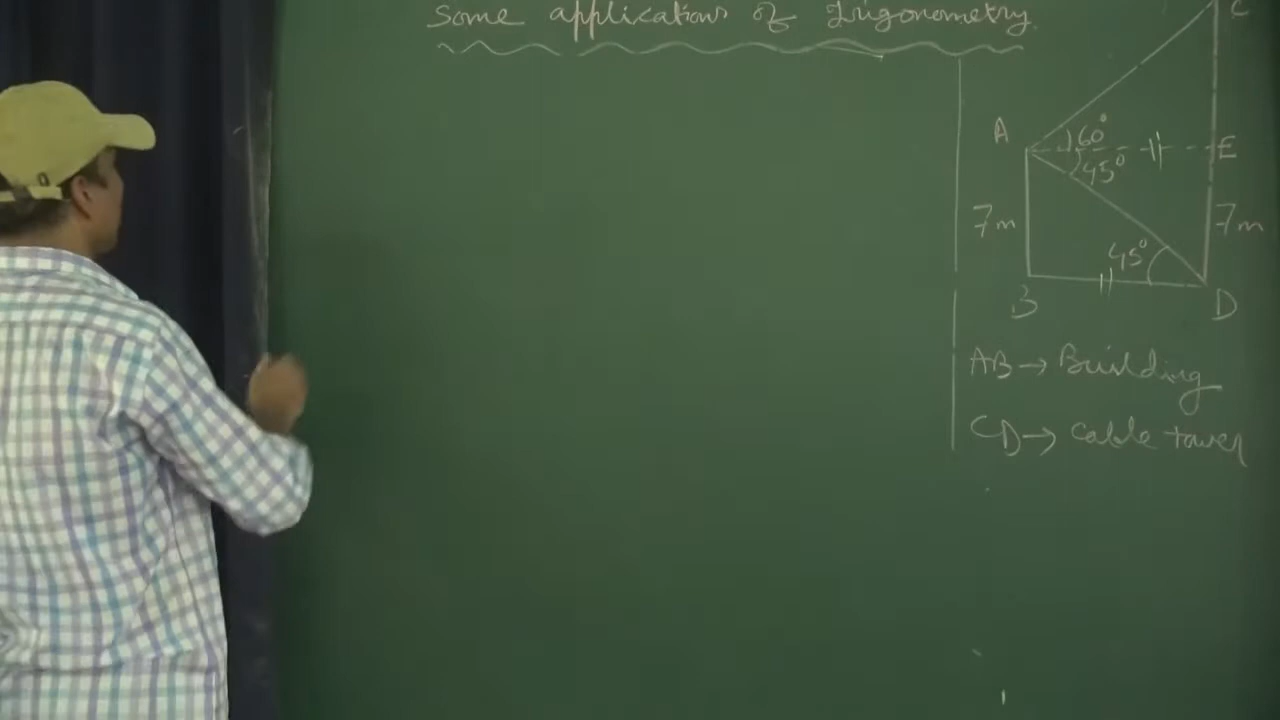 Some applications of Trigonometry
C
A
60°
E
45°
7m
7m
45°
B
D
AB → Building
CD → Cable tower